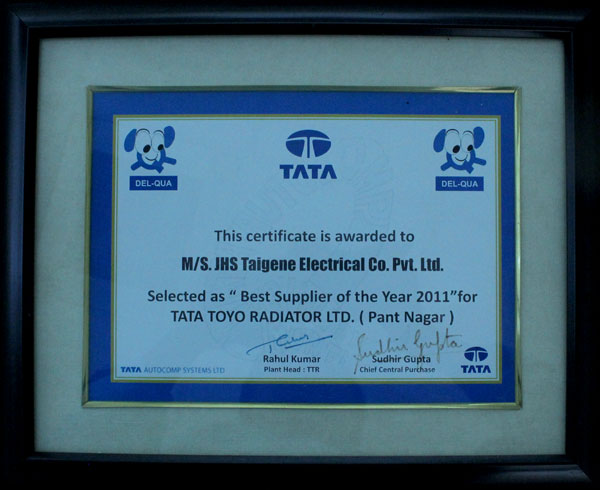 DEL-QUA
TATA
DEL-QUA
This certificate is awarded to
M/S. JHS Taigene Electrical Co. Pvt. Ltd.
Selected as “ Best Supplier of the Year 2011”for
TATA TOYO RADIATOR LTD. ( Pant Nagar )
Sudhir Gupta
Rahul Kumar
Plant Head : TTR
Sudhir Gupta
Chief Central Purchase
TATA AUTOCOMP SYSTEMS LTD
TATA